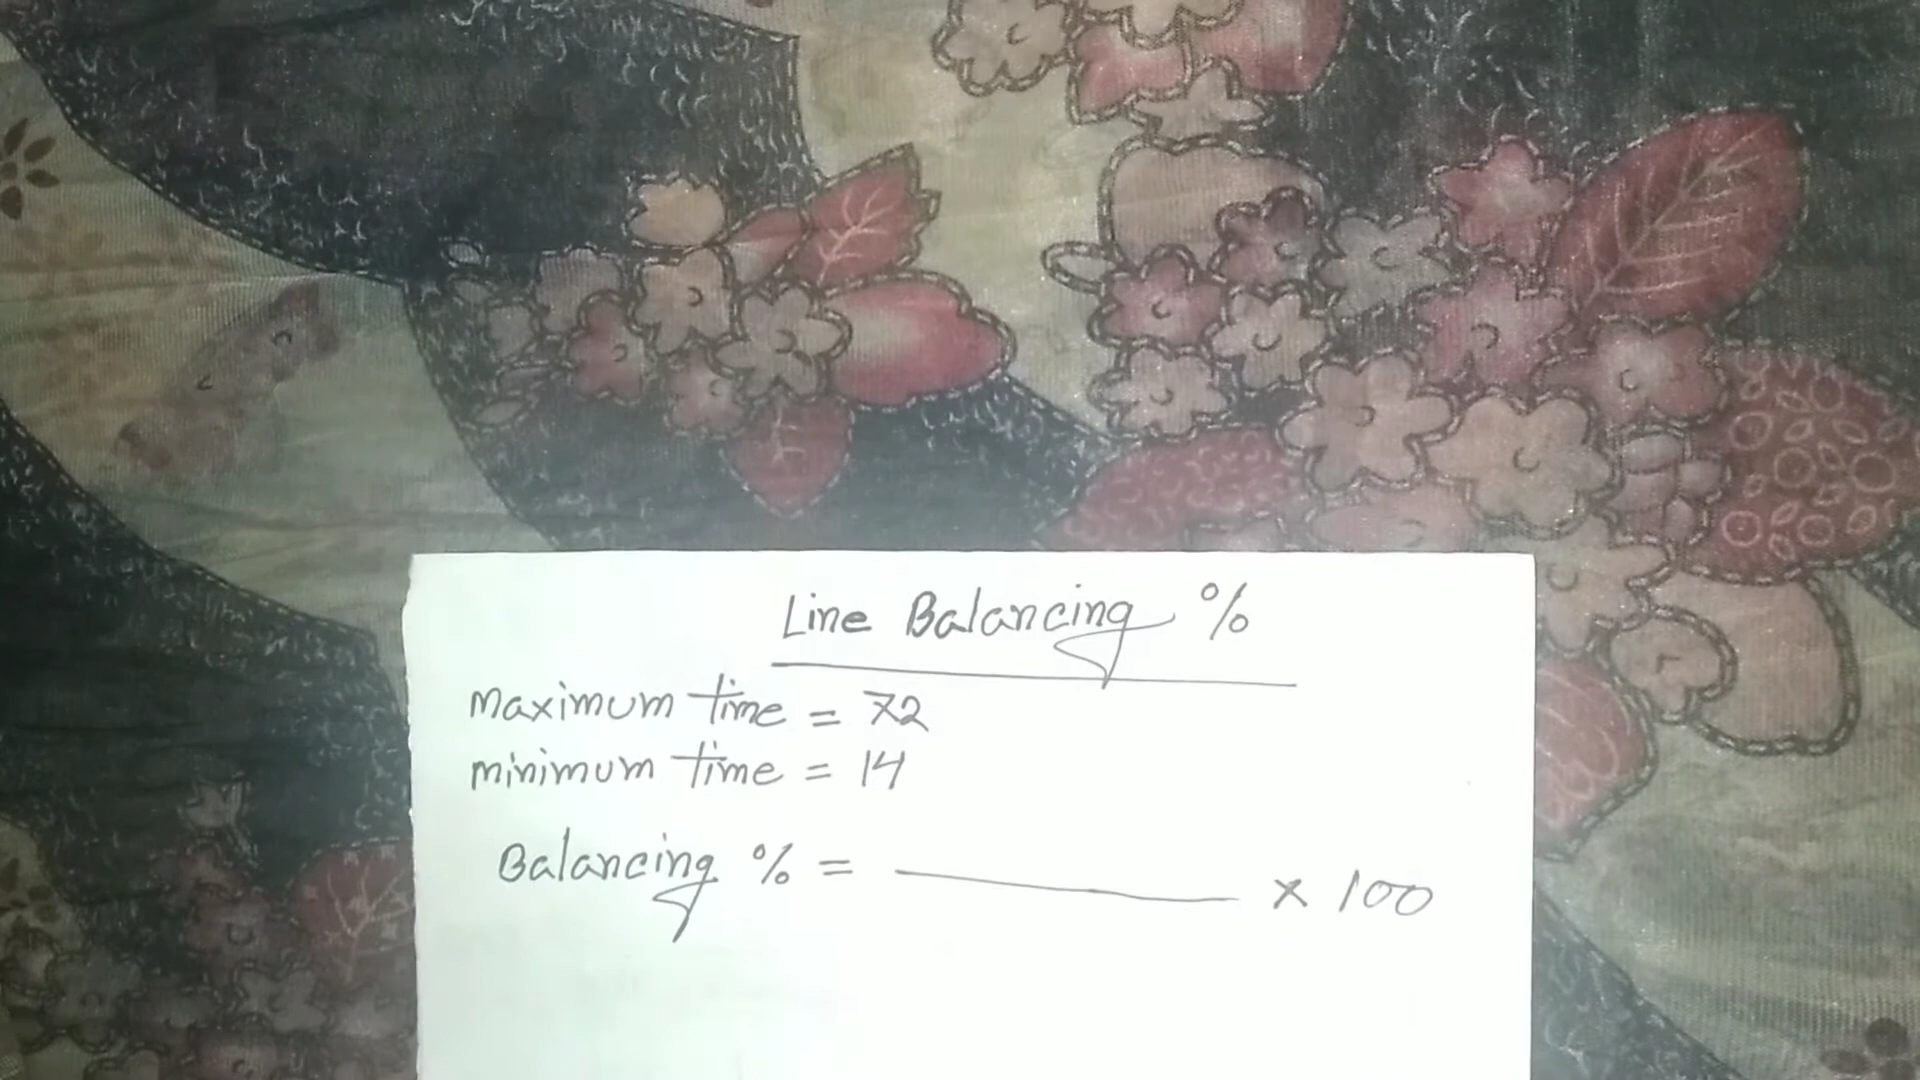 Line Balancing %
maximum time = 72
minimum time = 14
Balancing % = ———— × 100